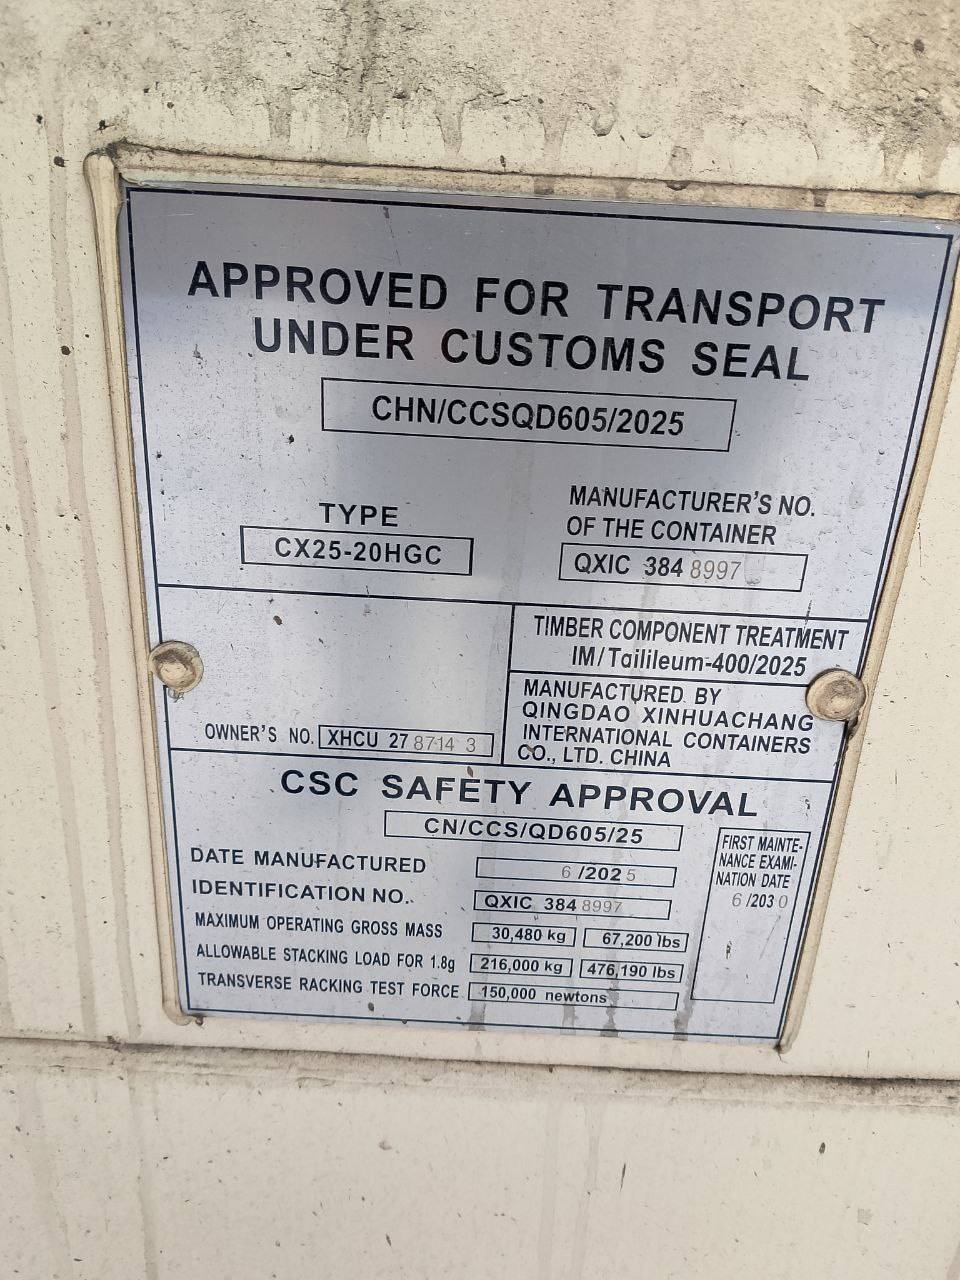 APPROVED FOR TRANSPORT
UNDER CUSTOMS SEAL
CHN/CCSQD605/2025
TYPE
CX25-20HGC
MANUFACTURER'S NO.
OF THE CONTAINER
QXIC 384 8997
TIMBER COMPONENT TREATMENT
IM/Tailileum-400/2025
OWNER'S NO. XHCU 27 8714 3
MANUFACTURED BY
QINGDAO XINHUACHANG
INTERNATIONAL CONTAINERS
CO., LTD. CHINA
CSC SAFETY APPROVAL
CN/CCS/QD605/25
DATE MANUFACTURED 6/2025
IDENTIFICATION NO. QXIC 384 8997
MAXIMUM OPERATING GROSS MASS 30,480 kg 67,200 lbs
ALLOWABLE STACKING LOAD FOR 1.8g 216,000 kg 476,190 lbs
TRANSVERSE RACKING TEST FORCE 150,000 newtons
FIRST MAINTE-
NANCE EXAMI-
NATION DATE
6/2030